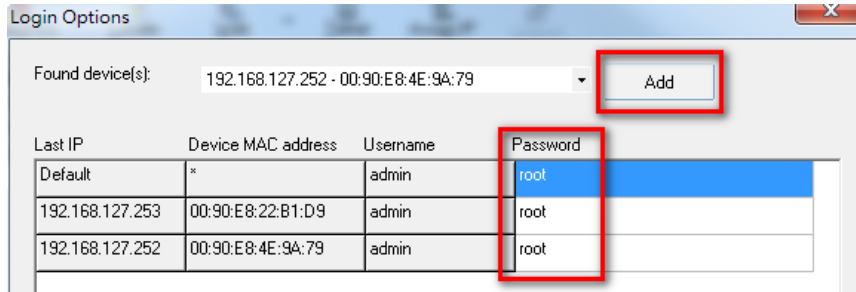 Login Options
Found device(s): 192.168.127.252 - 00:90:E8:4E:9A:79 Add
Last IP Device MAC address Username Password
Default * admin root
192.168.127.253 00:90:E8:22:B1:D9 admin root
192.168.127.252 00:90:E8:4E:9A:79 admin root